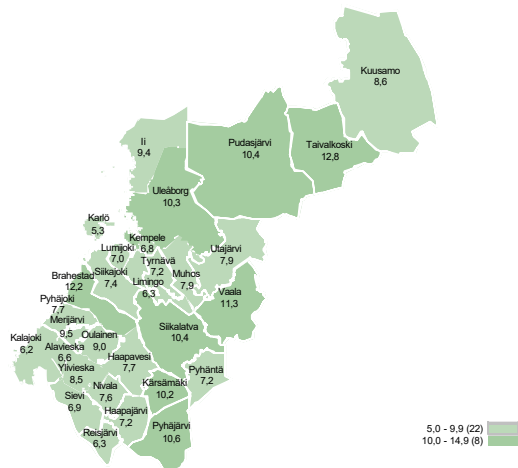 Kuusamo
8,6
Ii
9,4
Pudasjärvi
10,4
Taivalkoski
12,8
Uleåborg
10,3
Karlö
5,3
Kempele
6,8
Lumijoki
7,0
Tyrnävä
7,2
Utajärvi
7,9
Siikajoki
7,4
Limingo
6,3
Muhos
7,9
Brahestad
12,2
Vaala
11,3
Pyhäjoki
7,7
Merijärvi
9,5
Oulainen
9,0
Siikalatva
10,4
Kalajoki
6,2
Alavieska
6,6
Haapavesi
7,7
Ylivieska
8,5
Pyhäntä
7,2
Nivala
7,6
Kärsämäki
10,2
Sievi
6,9
Haapajärvi
7,2
Reisjärvi
6,3
Pyhäjärvi
10,6
5,0 - 9,9 (22)
10,0 - 14,9 (8)